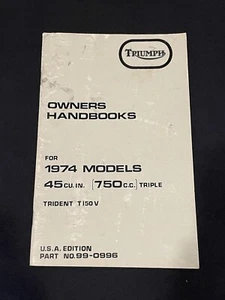 TRIUMPH
OWNERS
HANDBOOKS
FOR
1974 MODELS
45 CU. IN. [750 C.C.] TRIPLE
TRIDENT T150V
U.S.A. EDITION
PART NO. 99-0996